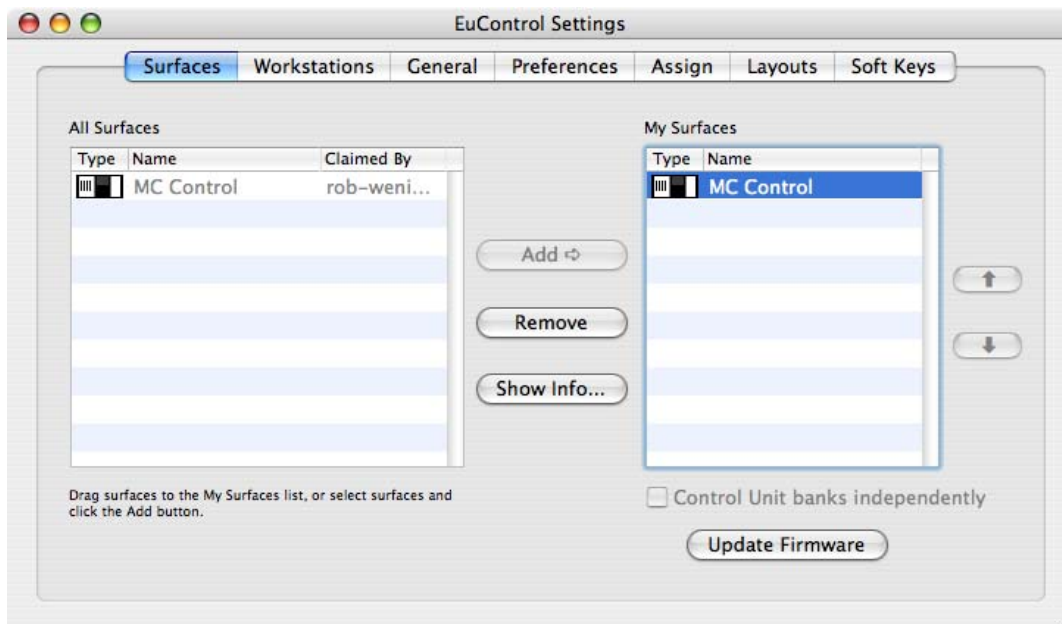 EuControl Settings
Surfaces Workstations General Preferences Assign Layouts Soft Keys
All Surfaces
Type Name Claimed By
MC Control rob-weni...
Drag surfaces to the My Surfaces list, or select surfaces and
click the Add button.
Add ➪
Remove
Show Info...
My Surfaces
Type Name
MC Control
Control Unit banks independently
Update Firmware